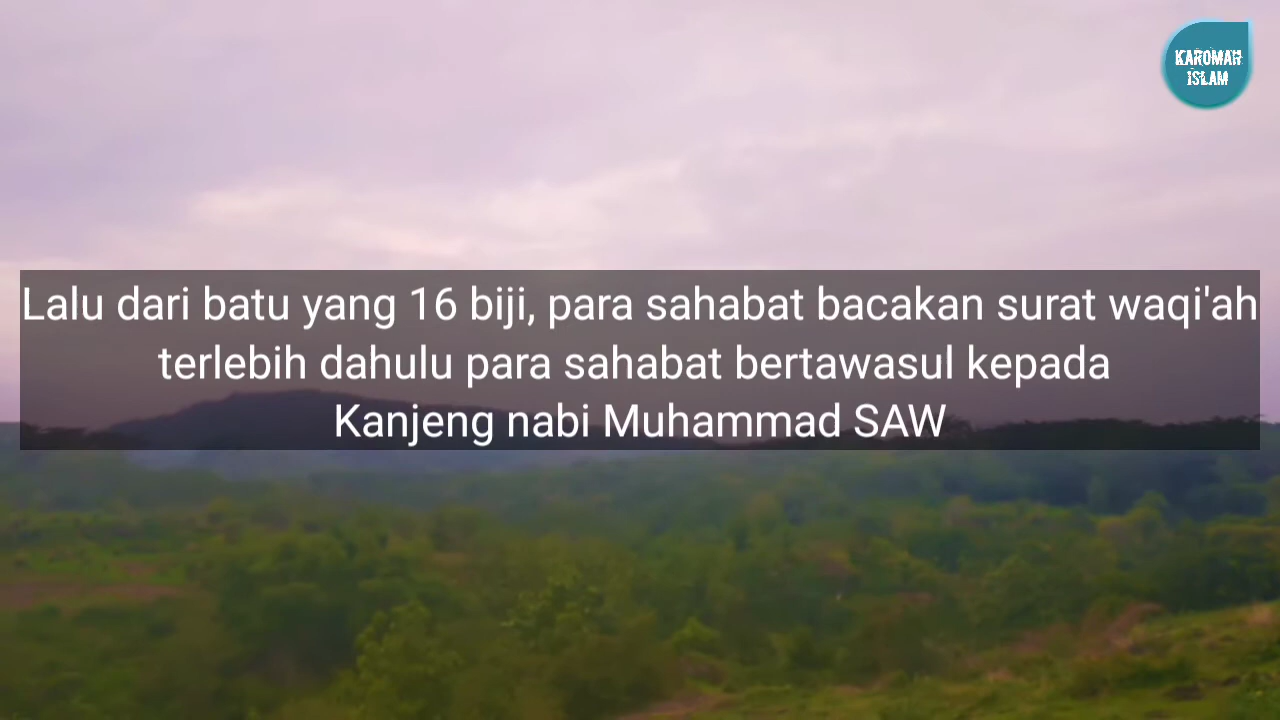 KAROMAH
ISLAM
Lalu dari batu yang 16 biji, para sahabat bacakan surat waqi'ah
terlebih dahulu para sahabat bertawasul kepada
Kanjeng nabi Muhammad SAW